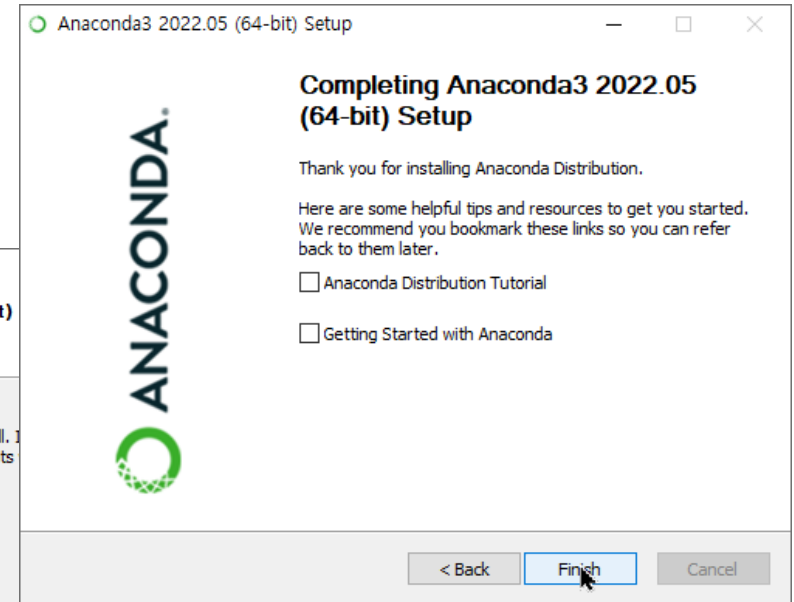 Anaconda3 2022.05 (64-bit) Setup
Completing Anaconda3 2022.05
(64-bit) Setup
ANACONDA.
Thank you for installing Anaconda Distribution.
Here are some helpful tips and resources to get you started.
We recommend you bookmark these links so you can refer
back to them later.
Anaconda Distribution Tutorial
Getting Started with Anaconda
< Back
Finish
Cancel